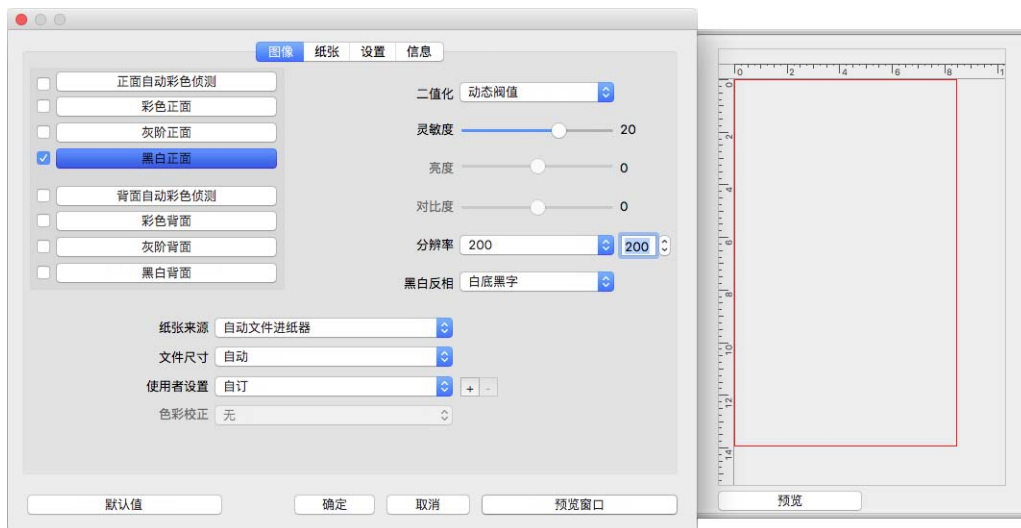 图像 纸张 设置 信息
正面自动彩色侦测
彩色正面
灰阶正面
黑白正面
背面自动彩色侦测
彩色背面
灰阶背面
黑白背面
二值化 动态阀值
灵敏度 20
亮度 0
对比度 0
分辨率 200 200
黑白反相 白底黑字
纸张来源 自动文件进纸器
文件尺寸 自动
使用者设置 自订 + -
色彩校正 无
默认值 确定 取消 预览窗口
0 2 4 6 8 1
0
2
4
6
8
10
12
14
预览